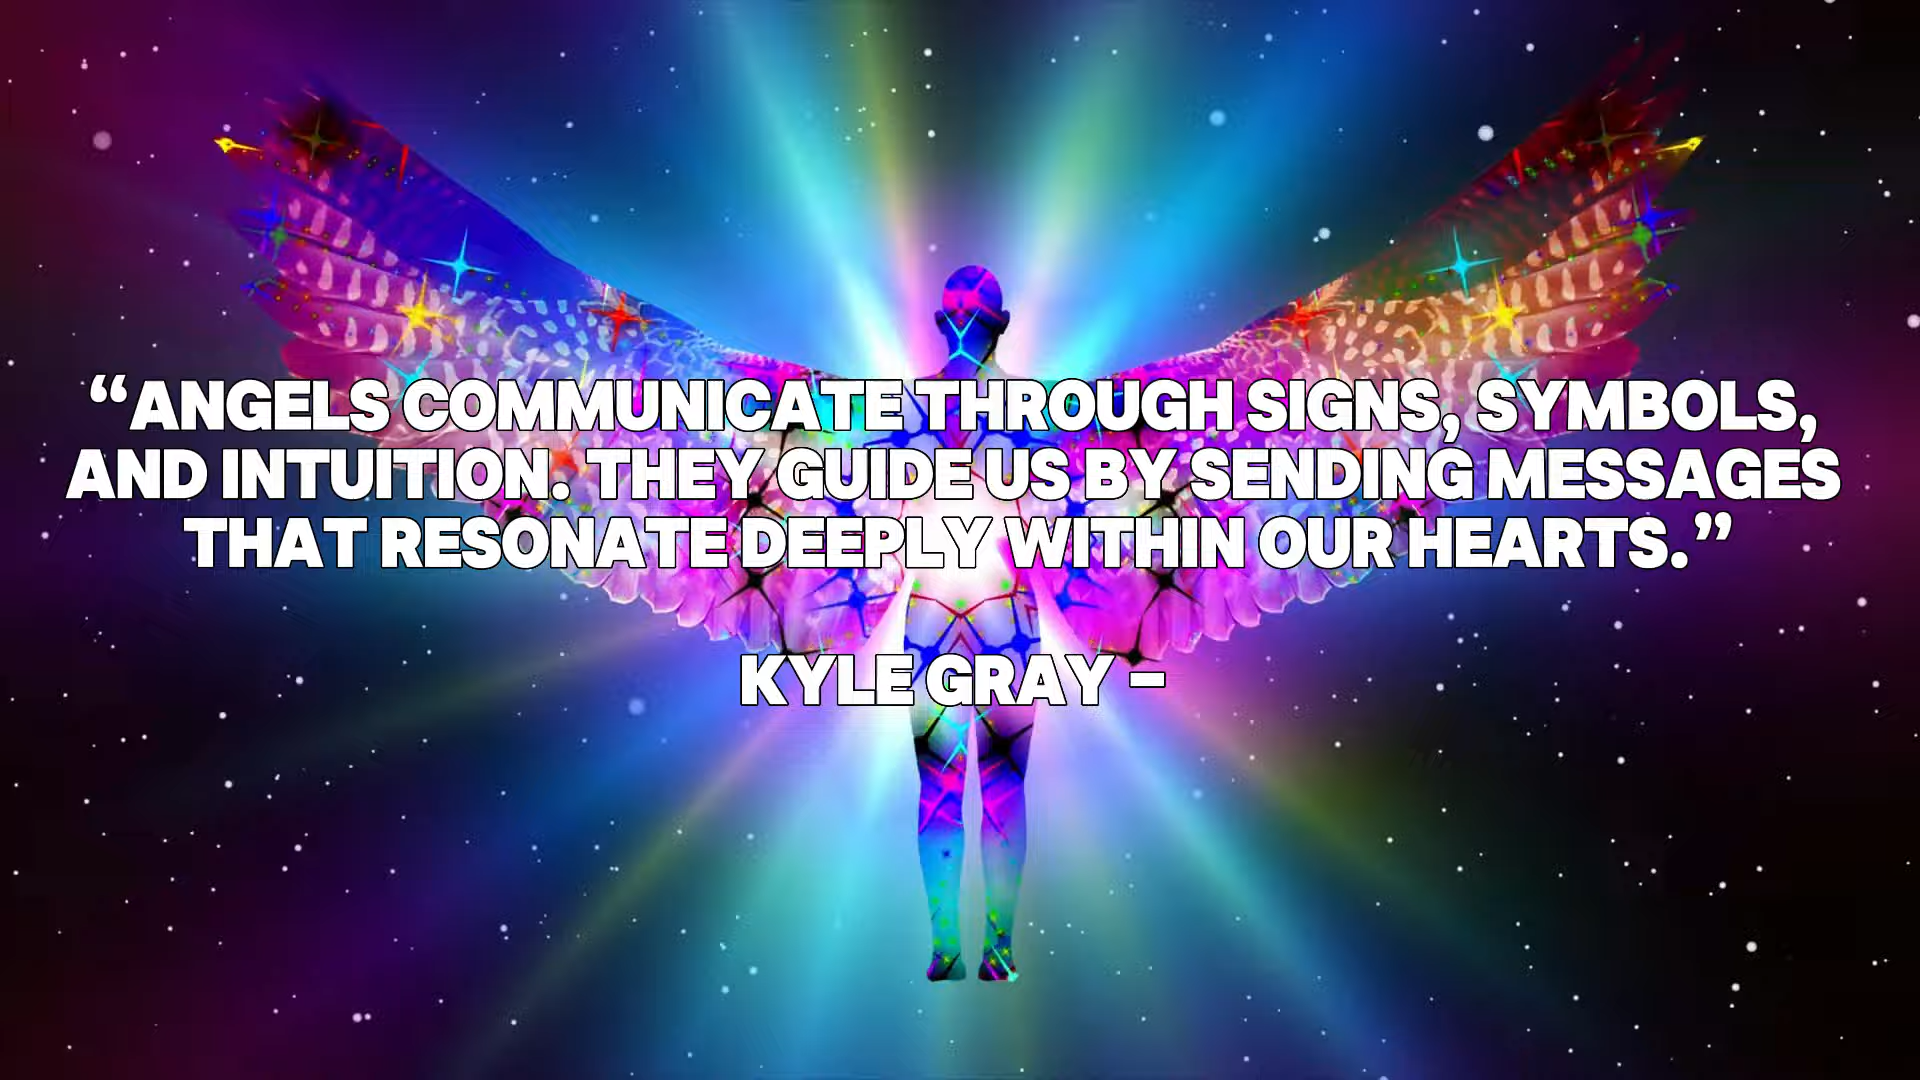 “ANGELS COMMUNICATE THROUGH SIGNS, SYMBOLS,
AND INTUITION. THEY GUIDE US BY SENDING MESSAGES
THAT RESONATE DEEPLY WITHIN OUR HEARTS.”
KYLE GRAY –